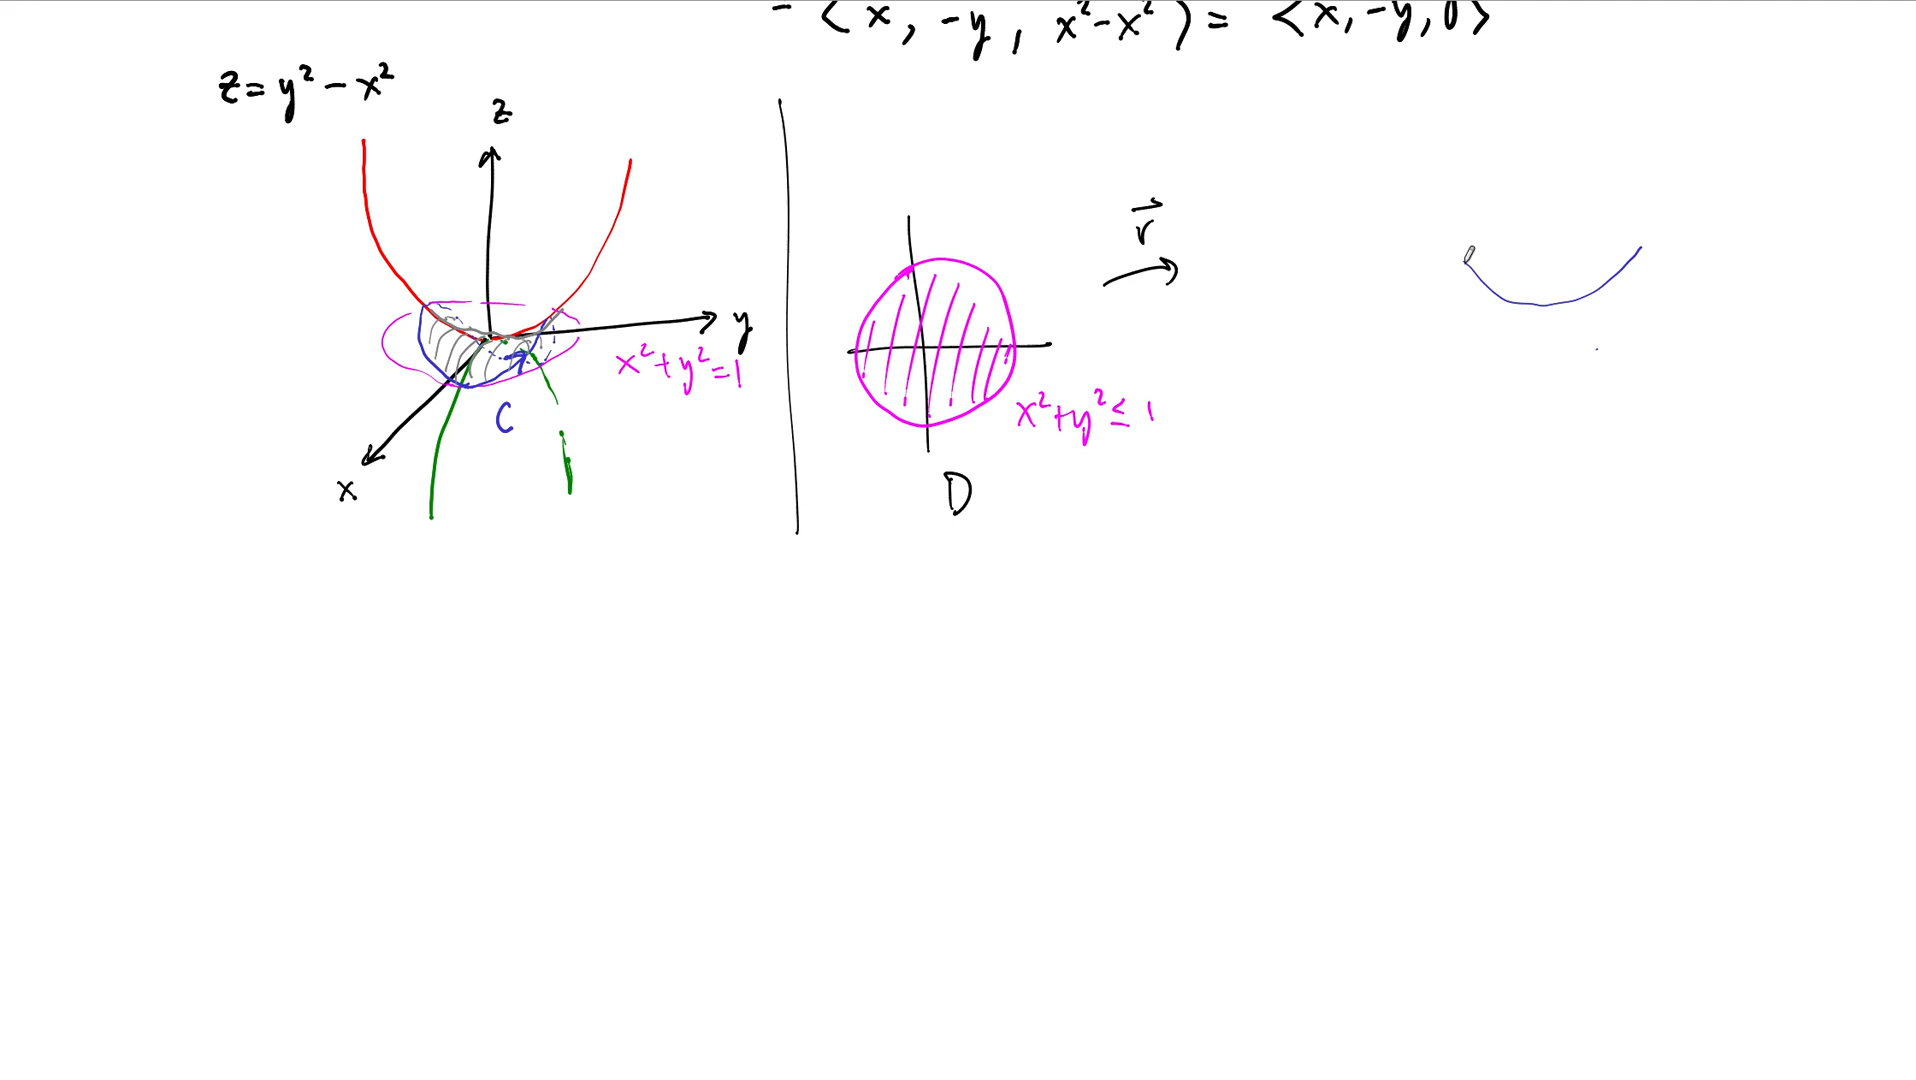 - ⟨x, -y, x²-x²⟩ = ⟨x, -y, 0⟩
z = y² - x²
z
y
x² + y² = 1
C
x
r⃗
x² + y² ≤ 1
D